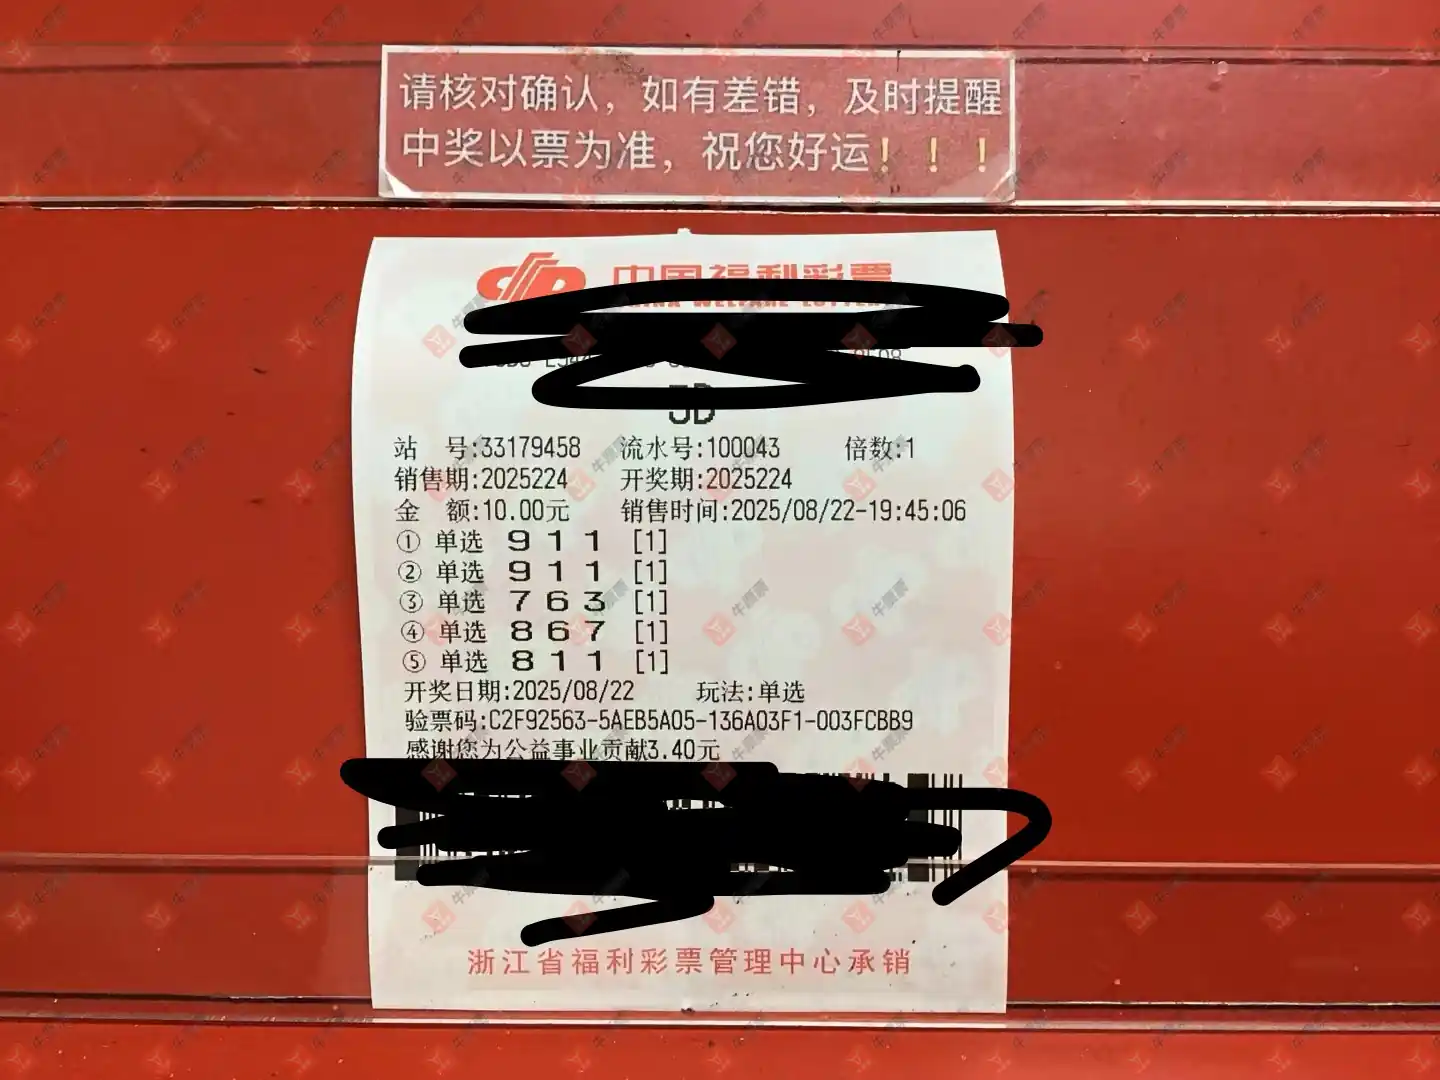 请核对确认，如有差错，及时提醒
中奖以票为准，祝您好运！！！
中国福利彩票
3D
站 号:33179458 流水号:100043 倍数:1
销售期:2025224 开奖期:2025224
金 额:10.00元 销售时间:2025/08/22-19:45:06
① 单选 9 1 1 [1]
② 单选 9 1 1 [1]
③ 单选 7 6 3 [1]
④ 单选 8 6 7 [1]
⑤ 单选 8 1 1 [1]
开奖日期:2025/08/22 玩法:单选
验票码:C2F92563-5AEB5A05-136A03F1-003FCBB9
感谢您为公益事业贡献3.40元
浙江省福利彩票管理中心承销
牛票票